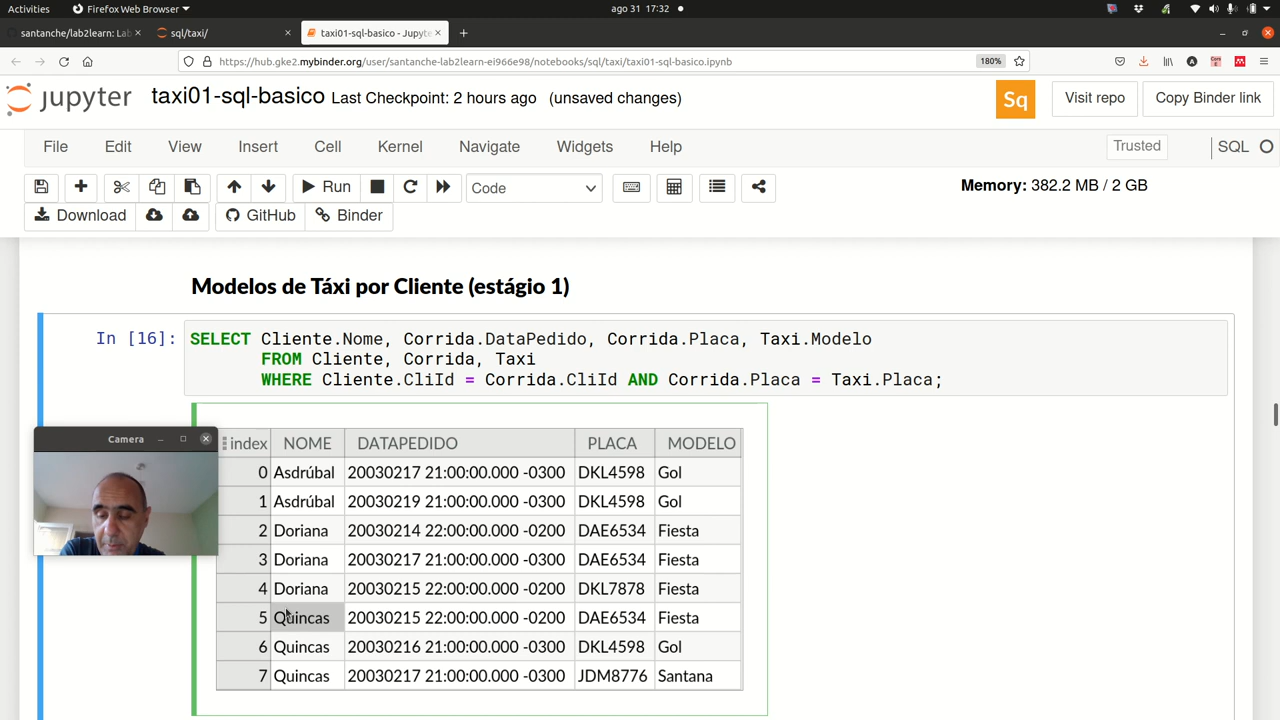 Activities Firefox Web Browser ago 31 17:32
santanche/lab2learn: Lab sql/taxi/ taxi01-sql-basico - Jupyte
https://hub.gke2.mybinder.org/user/santanche-lab2learn-ei966e98/notebooks/sql/taxi/taxi01-sql-basico.ipynb 180%
jupyter taxi01-sql-basico Last Checkpoint: 2 hours ago (unsaved changes) Sq Visit repo Copy Binder link
File Edit View Insert Cell Kernel Navigate Widgets Help Trusted SQL
Run Code Memory: 382.2 MB / 2 GB
Download GitHub Binder
Modelos de Táxi por Cliente (estágio 1)
In [16]: SELECT Cliente.Nome, Corrida.DataPedido, Corrida.Placa, Taxi.Modelo
FROM Cliente, Corrida, Taxi
WHERE Cliente.CliId = Corrida.CliId AND Corrida.Placa = Taxi.Placa;
Camera
index NOME DATAPEDIDO PLACA MODELO
0 Asdrúbal 20030217 21:00:00.000 -0300 DKL4598 Gol
1 Asdrúbal 20030219 21:00:00.000 -0300 DKL4598 Gol
2 Doriana 20030214 22:00:00.000 -0200 DAE6534 Fiesta
3 Doriana 20030217 21:00:00.000 -0300 DAE6534 Fiesta
4 Doriana 20030215 22:00:00.000 -0200 DKL7878 Fiesta
5 Quincas 20030215 22:00:00.000 -0200 DAE6534 Fiesta
6 Quincas 20030216 21:00:00.000 -0300 DKL4598 Gol
7 Quincas 20030217 21:00:00.000 -0300 JDM8776 Santana